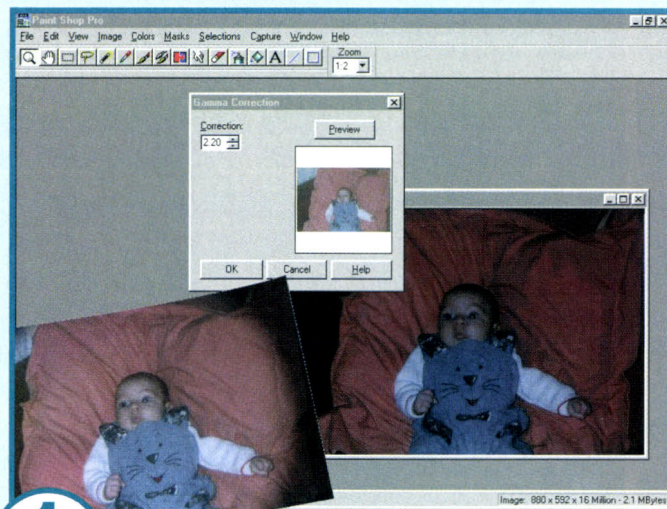 Paint Shop Pro
File Edit View Image Colors Masks Selections Capture Window Help
Zoom
1:2
Gamma Correction
Correction:
2.20
Preview
OK Cancel Help
Image: 880 x 592 x 16 Million - 2.1 MBytes